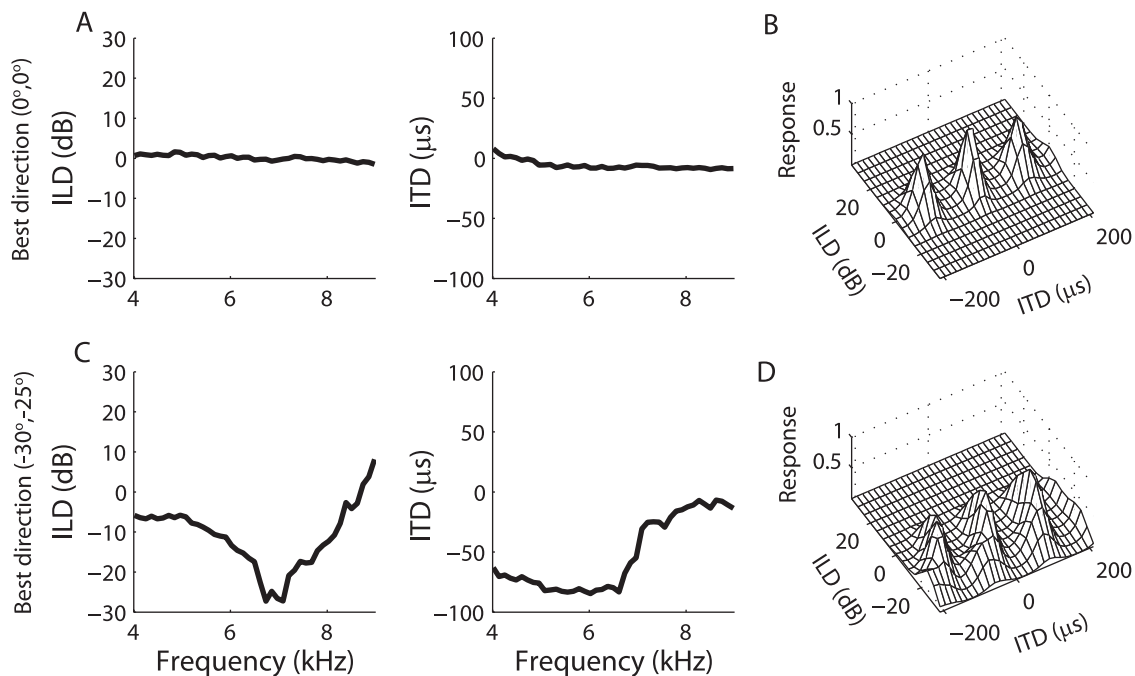 A
B
Best direction (0°,0°)
ILD (dB)
30
20
10
0
−10
−20
−30
4
6
8
ITD (μs)
100
50
0
−50
−100
4
6
8
Response
1
0.5
ILD (dB)
20
0
−20
−200
0
200
ITD (μs)
C
D
Best direction (-30°,-25°)
ILD (dB)
30
20
10
0
−10
−20
−30
4
6
8
Frequency (kHz)
ITD (μs)
100
50
0
−50
−100
4
6
8
Frequency (kHz)
Response
1
0.5
ILD (dB)
20
0
−20
−200
0
200
ITD (μs)